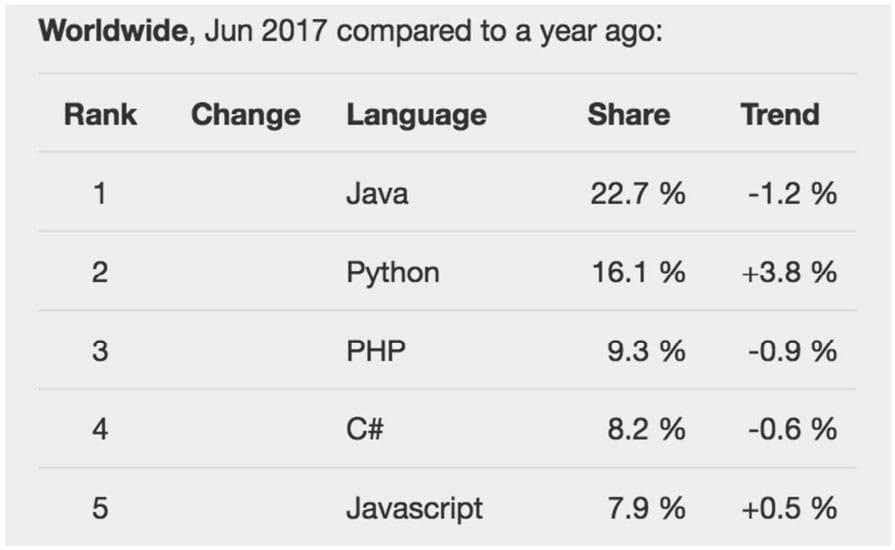 Worldwide, Jun 2017 compared to a year ago:
Rank Change Language Share Trend
1 Java 22.7 % -1.2 %
2 Python 16.1 % +3.8 %
3 PHP 9.3 % -0.9 %
4 C# 8.2 % -0.6 %
5 Javascript 7.9 % +0.5 %